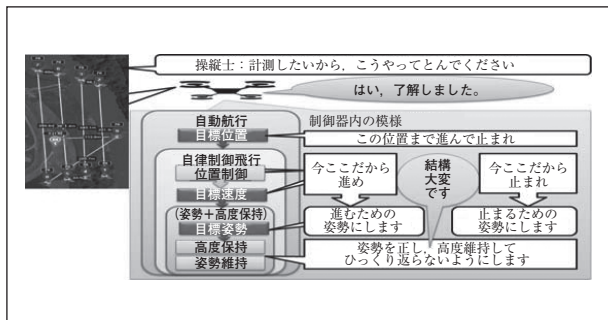 操縦士：計測したいから，こうやってとんでください
はい，了解しました。
自動航行
制御器内の模様
目標位置
この位置まで進んで止まれ
自律制御飛行
位置制御
今ここだから
進め
結構
大変
です
今ここだから
止まれ
目標速度
(姿勢＋高度保持)
目標姿勢
進むための
姿勢にします
止まるための
姿勢にします
高度保持
姿勢維持
姿勢を正し，高度維持して
ひっくり返らないようにします